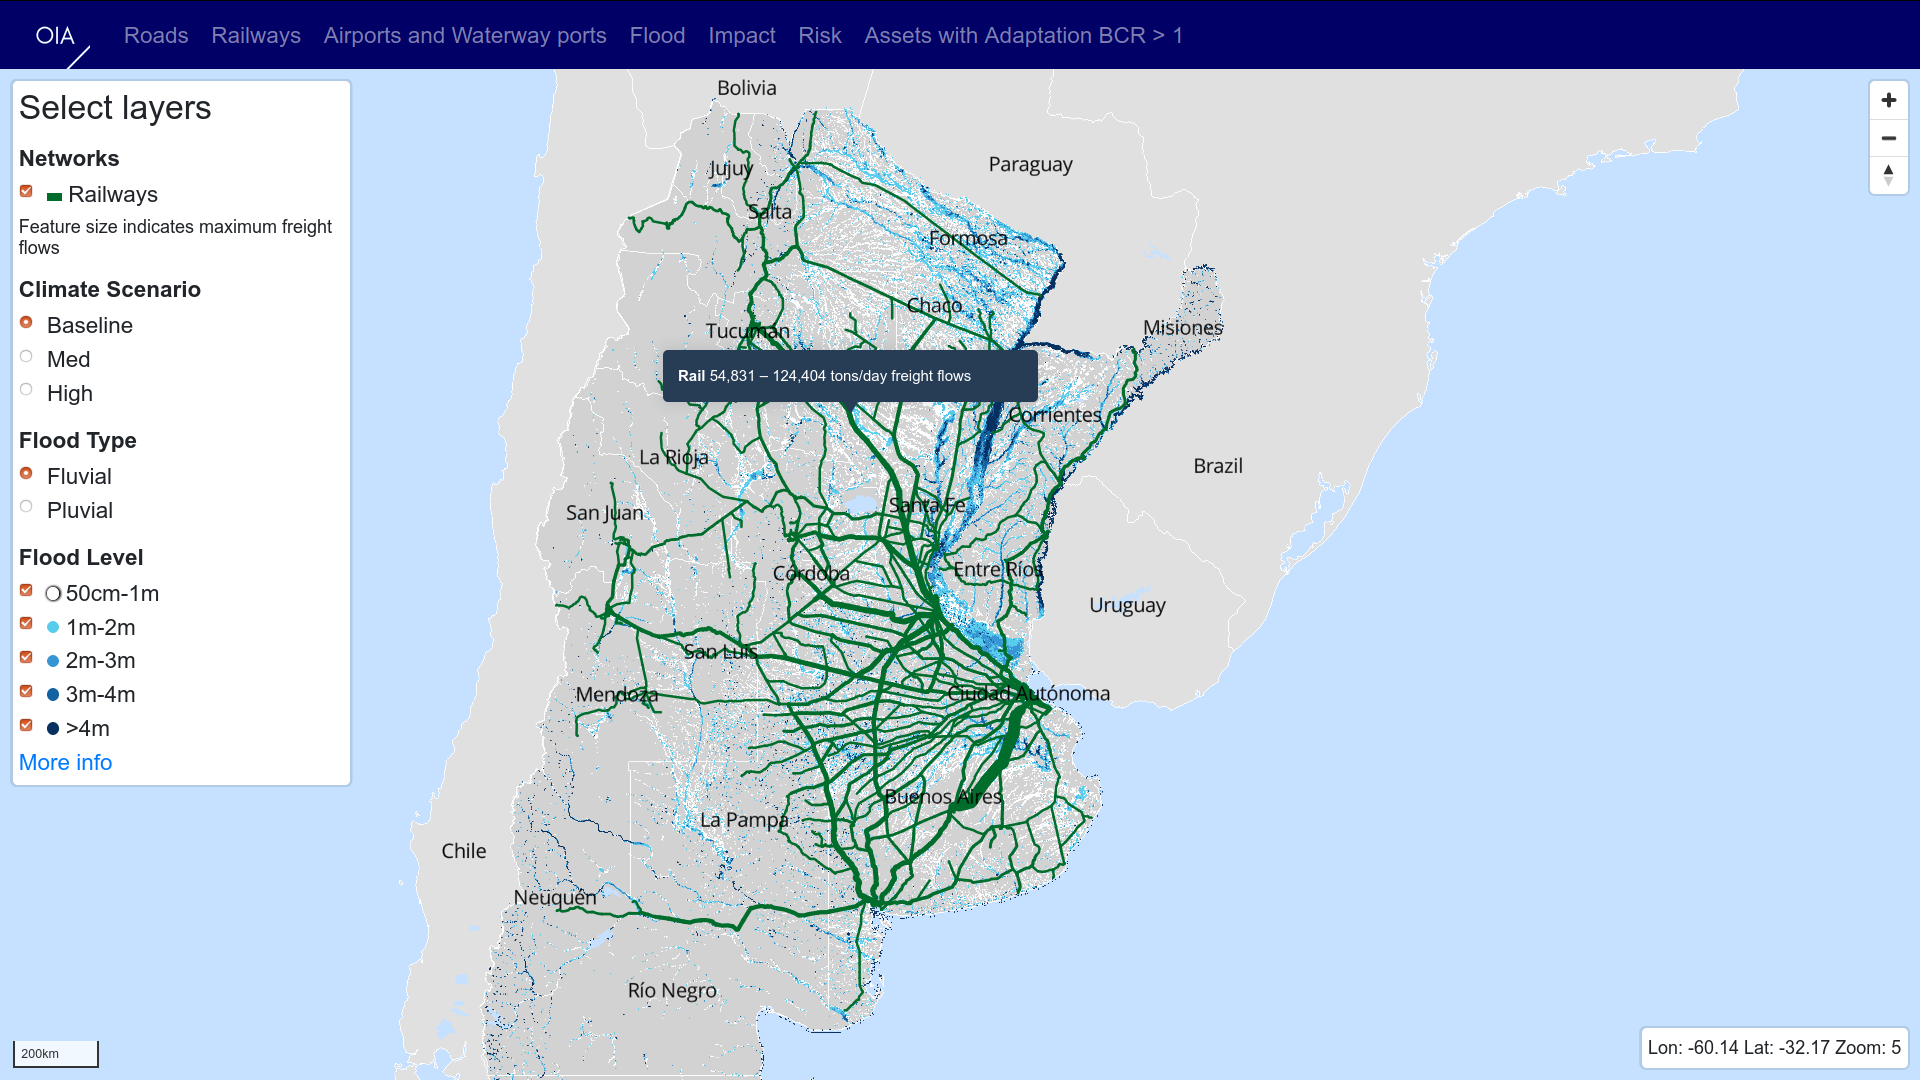 OIA
Roads Railways Airports and Waterway ports Flood Impact Risk Assets with Adaptation BCR > 1
Select layers
Networks
Railways
Feature size indicates maximum freight
flows
Climate Scenario
Baseline
Med
High
Flood Type
Fluvial
Pluvial
Flood Level
50cm-1m
1m-2m
2m-3m
3m-4m
>4m
More info
Bolivia
Paraguay
Jujuy
Salta
Formosa
Chaco
Misiones
Tucumán
Rail 54,831 – 124,404 tons/day freight flows
Corrientes
La Rioja
Brazil
Santa Fe
San Juan
Córdoba
Entre Ríos
Uruguay
San Luis
Mendoza
Ciudad Autónoma
Buenos Aires
La Pampa
Chile
Neuquén
Río Negro
200km
Lon: -60.14 Lat: -32.17 Zoom: 5